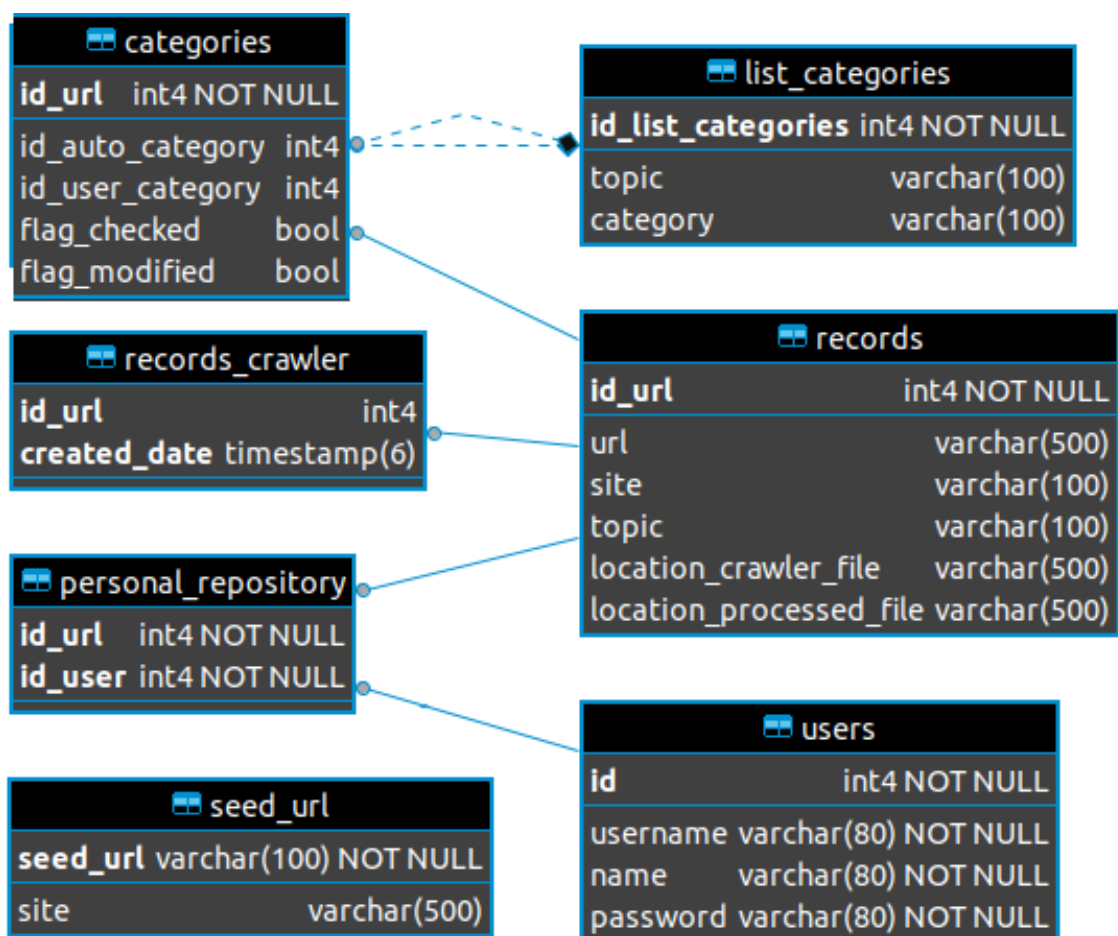 categories
id_url int4 NOT NULL
id_auto_category int4
id_user_category int4
flag_checked bool
flag_modified bool
list_categories
id_list_categories int4 NOT NULL
topic varchar(100)
category varchar(100)
records_crawler
id_url int4
created_date timestamp(6)
records
id_url int4 NOT NULL
url varchar(500)
site varchar(100)
topic varchar(100)
location_crawler_file varchar(500)
location_processed_file varchar(500)
personal_repository
id_url int4 NOT NULL
id_user int4 NOT NULL
users
id int4 NOT NULL
username varchar(80) NOT NULL
name varchar(80) NOT NULL
password varchar(80) NOT NULL
seed_url
seed_url varchar(100) NOT NULL
site varchar(500)